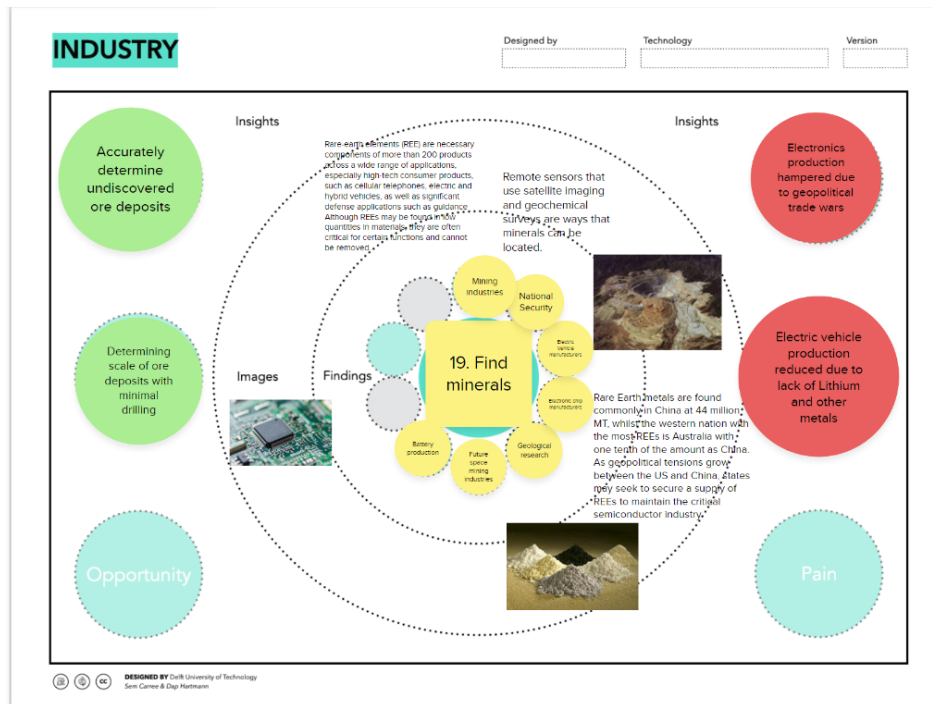 INDUSTRY
Designed by
Technology
Version
Insights
Insights
Accurately
determine
undiscovered
ore deposits
Determining
scale of ore
deposits with
minimal
drilling
Opportunity
Rare-earth elements (REE) are necessary
components of more than 200 products
across a wide range of applications,
especially high-tech consumer products,
such as cellular telephones, electric and
hybrid vehicles, as well as significant
defense applications such as guidance.
Although REEs may be found in low
quantities in materials, they are often
critical for certain functions and cannot
be removed.
Remote sensors that
use satellite imaging
and geochemical
surveys are ways that
minerals can be
located.
Images
Findings
19. Find
minerals
Mining
industries
National
Security
Electric
vehicle
manufacturers
Electronic chip
manufacturers
Geological
research
Future
space
mining
industries
Battery
production
Rare Earth metals are found
commonly in China at 44 million
MT, whilst the western nation with
the most REEs is Australia with
one tenth of the amount as China.
As geopolitical tensions grow
between the US and China, states
may seek to secure a supply of
REEs to maintain the critical
semiconductor industry.
Electronics
production
hampered due
to geopolitical
trade wars
Electric vehicle
production
reduced due to
lack of Lithium
and other
metals
Pain
cc
DESIGNED BY Delft University of Technology
Sem Carree & Dap Hartmann